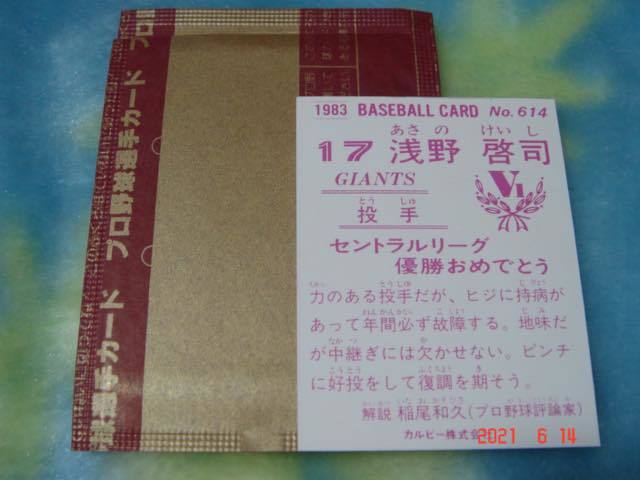 プロ野球選手カード プロ野
球選手カード
1983 BASEBALL CARD No.614
あさ の けい し
17 浅野 啓司
GIANTS
V1
とう しゅ
投手
セントラルリーグ
優勝おめでとう
力のある投手だが、ヒジに持病が
あって年間必ず故障する。地味だ
が中継ぎには欠かせない。ピンチ
に好投をして復調を期そう。
解説 稲尾和久(プロ野球評論家)
カルビー株式会
2021 6 14